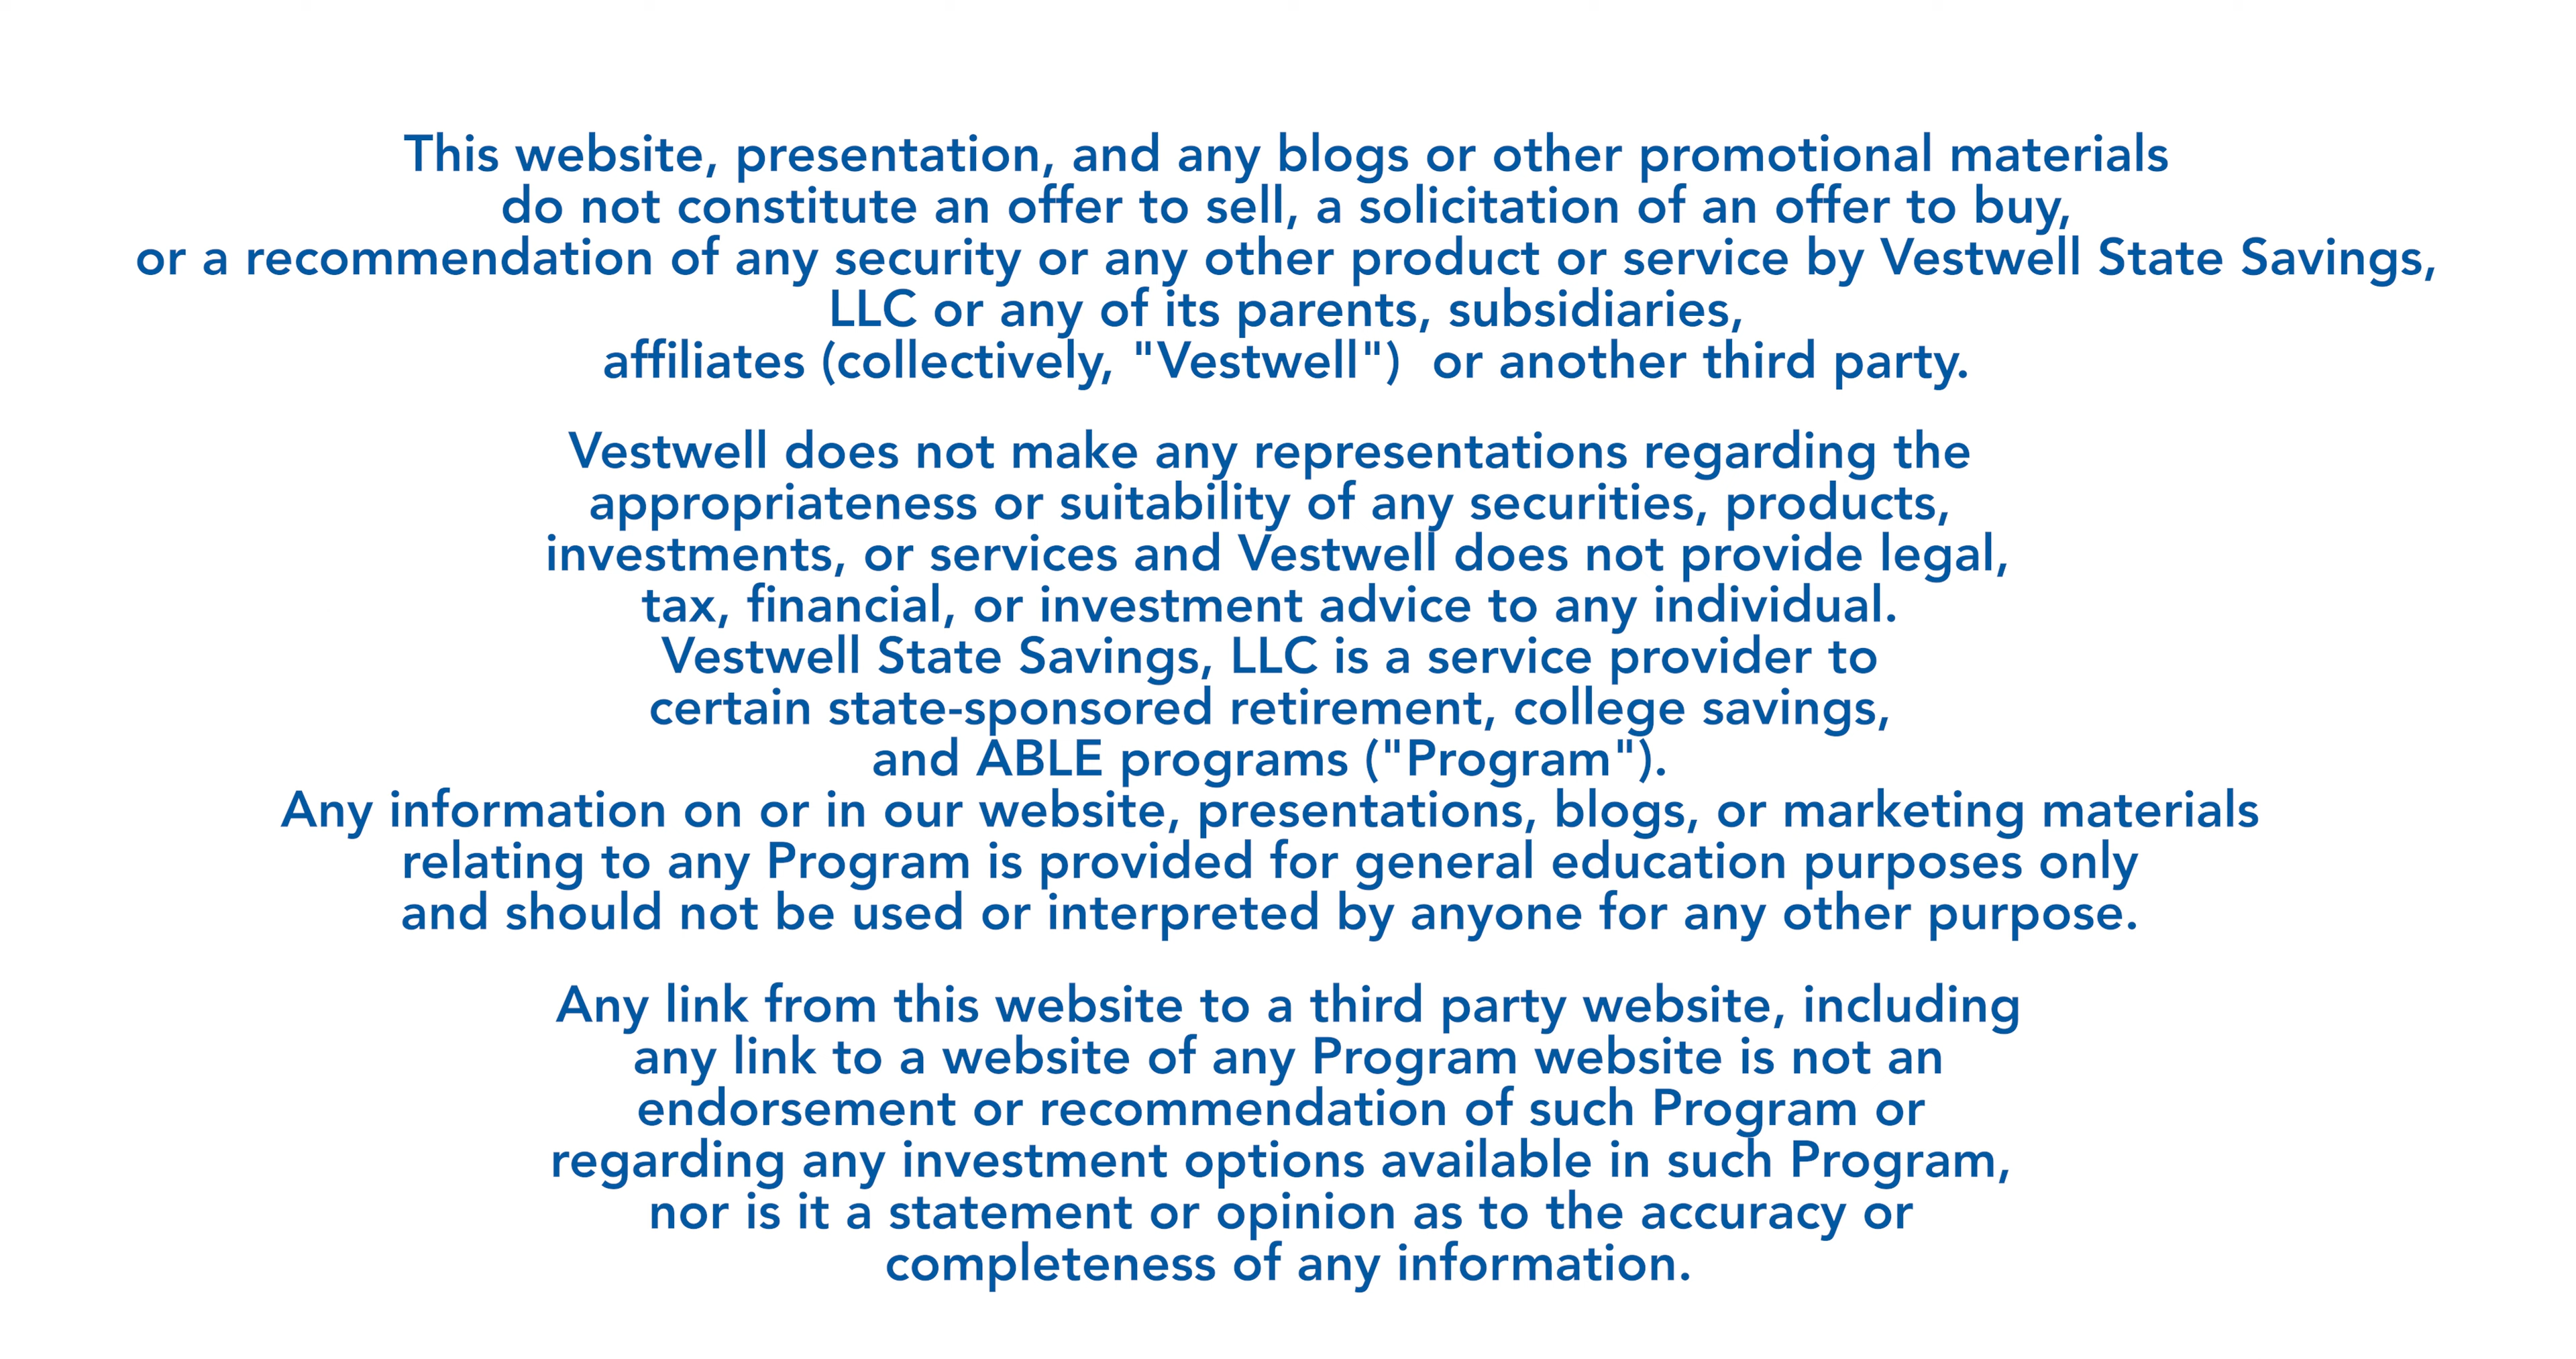 This website, presentation, and any blogs or other promotional materials
do not constitute an offer to sell, a solicitation of an offer to buy,
or a recommendation of any security or any other product or service by Vestwell State Savings,
LLC or any of its parents, subsidiaries,
affiliates (collectively, "Vestwell")  or another third party.
Vestwell does not make any representations regarding the
appropriateness or suitability of any securities, products,
investments, or services and Vestwell does not provide legal,
tax, financial, or investment advice to any individual.
Vestwell State Savings, LLC is a service provider to
certain state-sponsored retirement, college savings,
and ABLE programs ("Program").
Any information on or in our website, presentations, blogs, or marketing materials
relating to any Program is provided for general education purposes only
and should not be used or interpreted by anyone for any other purpose.
Any link from this website to a third party website, including
any link to a website of any Program website is not an
endorsement or recommendation of such Program or
regarding any investment options available in such Program,
nor is it a statement or opinion as to the accuracy or
completeness of any information.